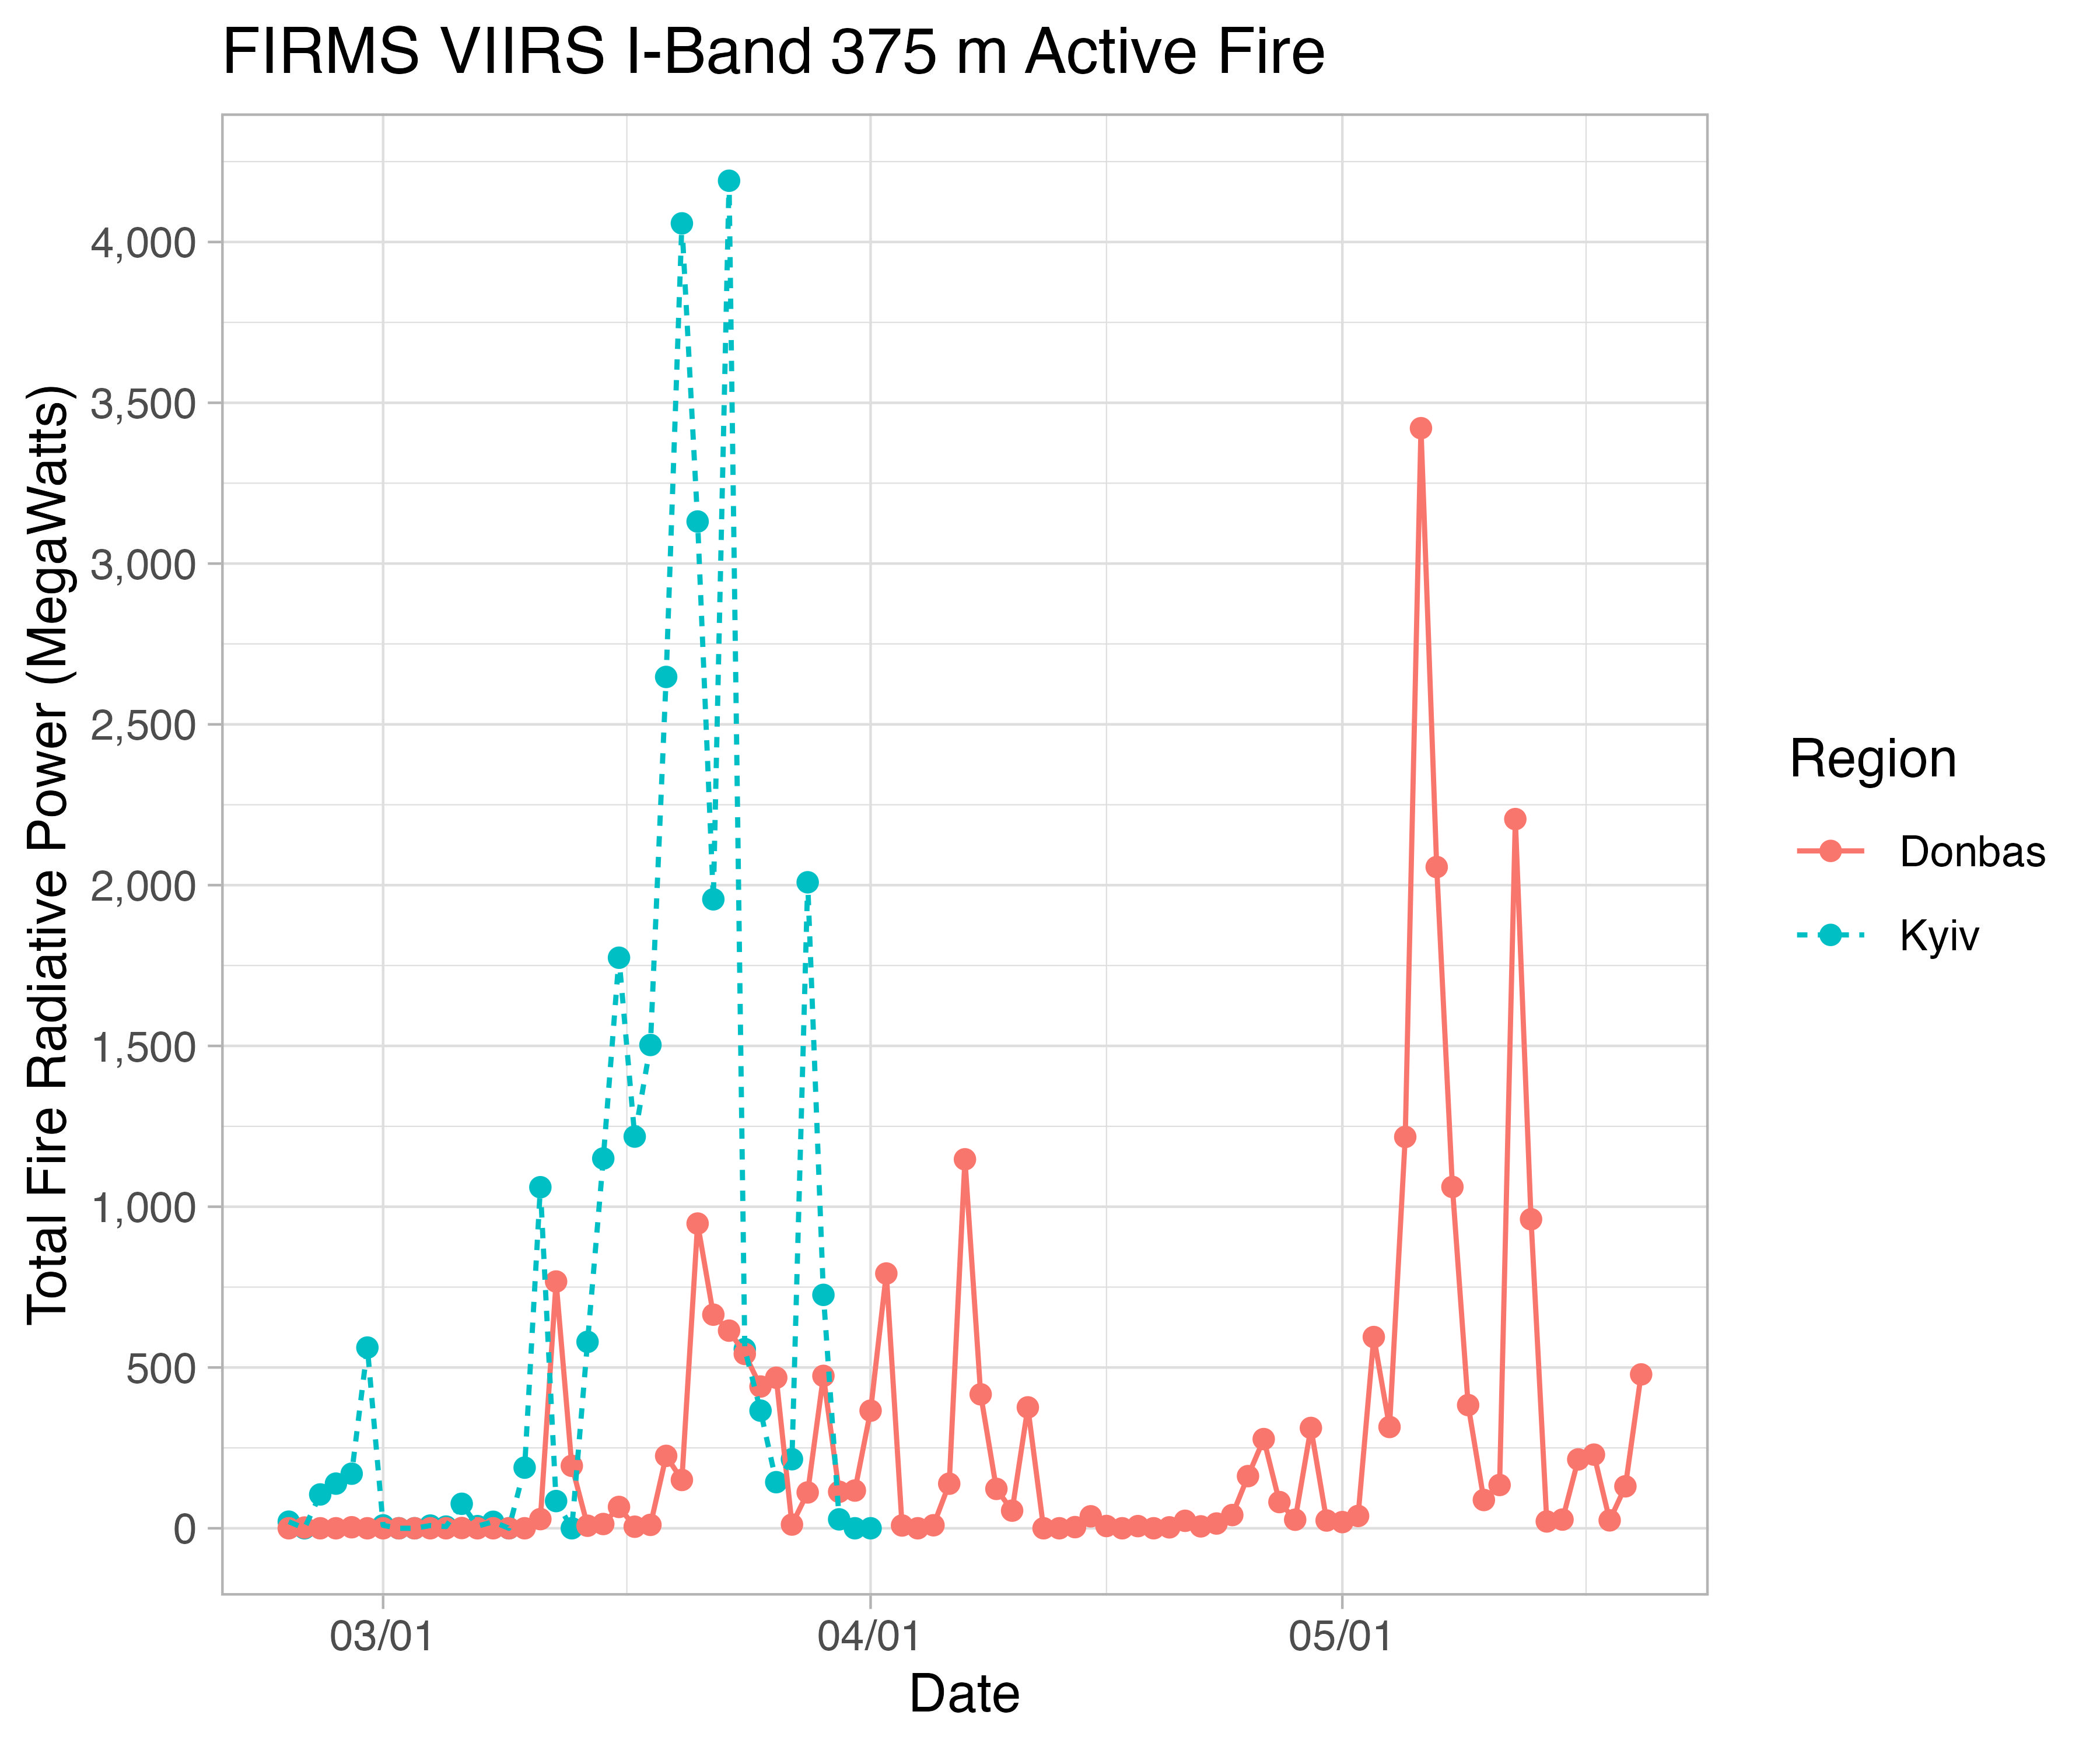 FIRMS VIIRS I-Band 375 m Active Fire
Total Fire Radiative Power (MegaWatts)
4,000
3,500
3,000
2,500
2,000
1,500
1,000
500
0
03/01
04/01
05/01
Date
Region
Donbas
Kyiv